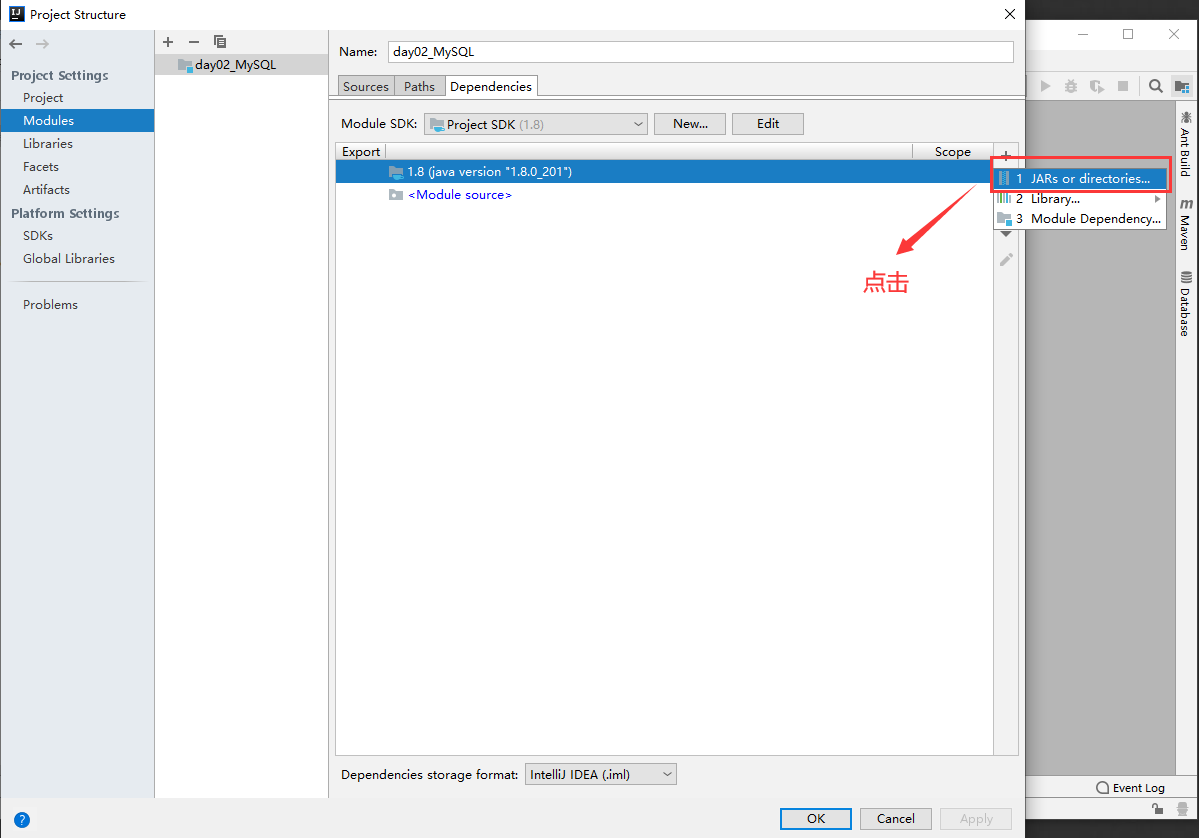 Project Structure
Project Settings
Project
Modules
Libraries
Facets
Artifacts
Platform Settings
SDKs
Global Libraries
Problems
day02_MySQL
Name: day02_MySQL
Sources Paths Dependencies
Module SDK: Project SDK (1.8) New... Edit
Export Scope
1.8 (java version "1.8.0_201")
<Module source>
1 JARs or directories...
2 Library...
3 Module Dependency...
点击
Dependencies storage format: IntelliJ IDEA (.iml)
OK Cancel Apply
Ant Build
Maven
Database
Event Log